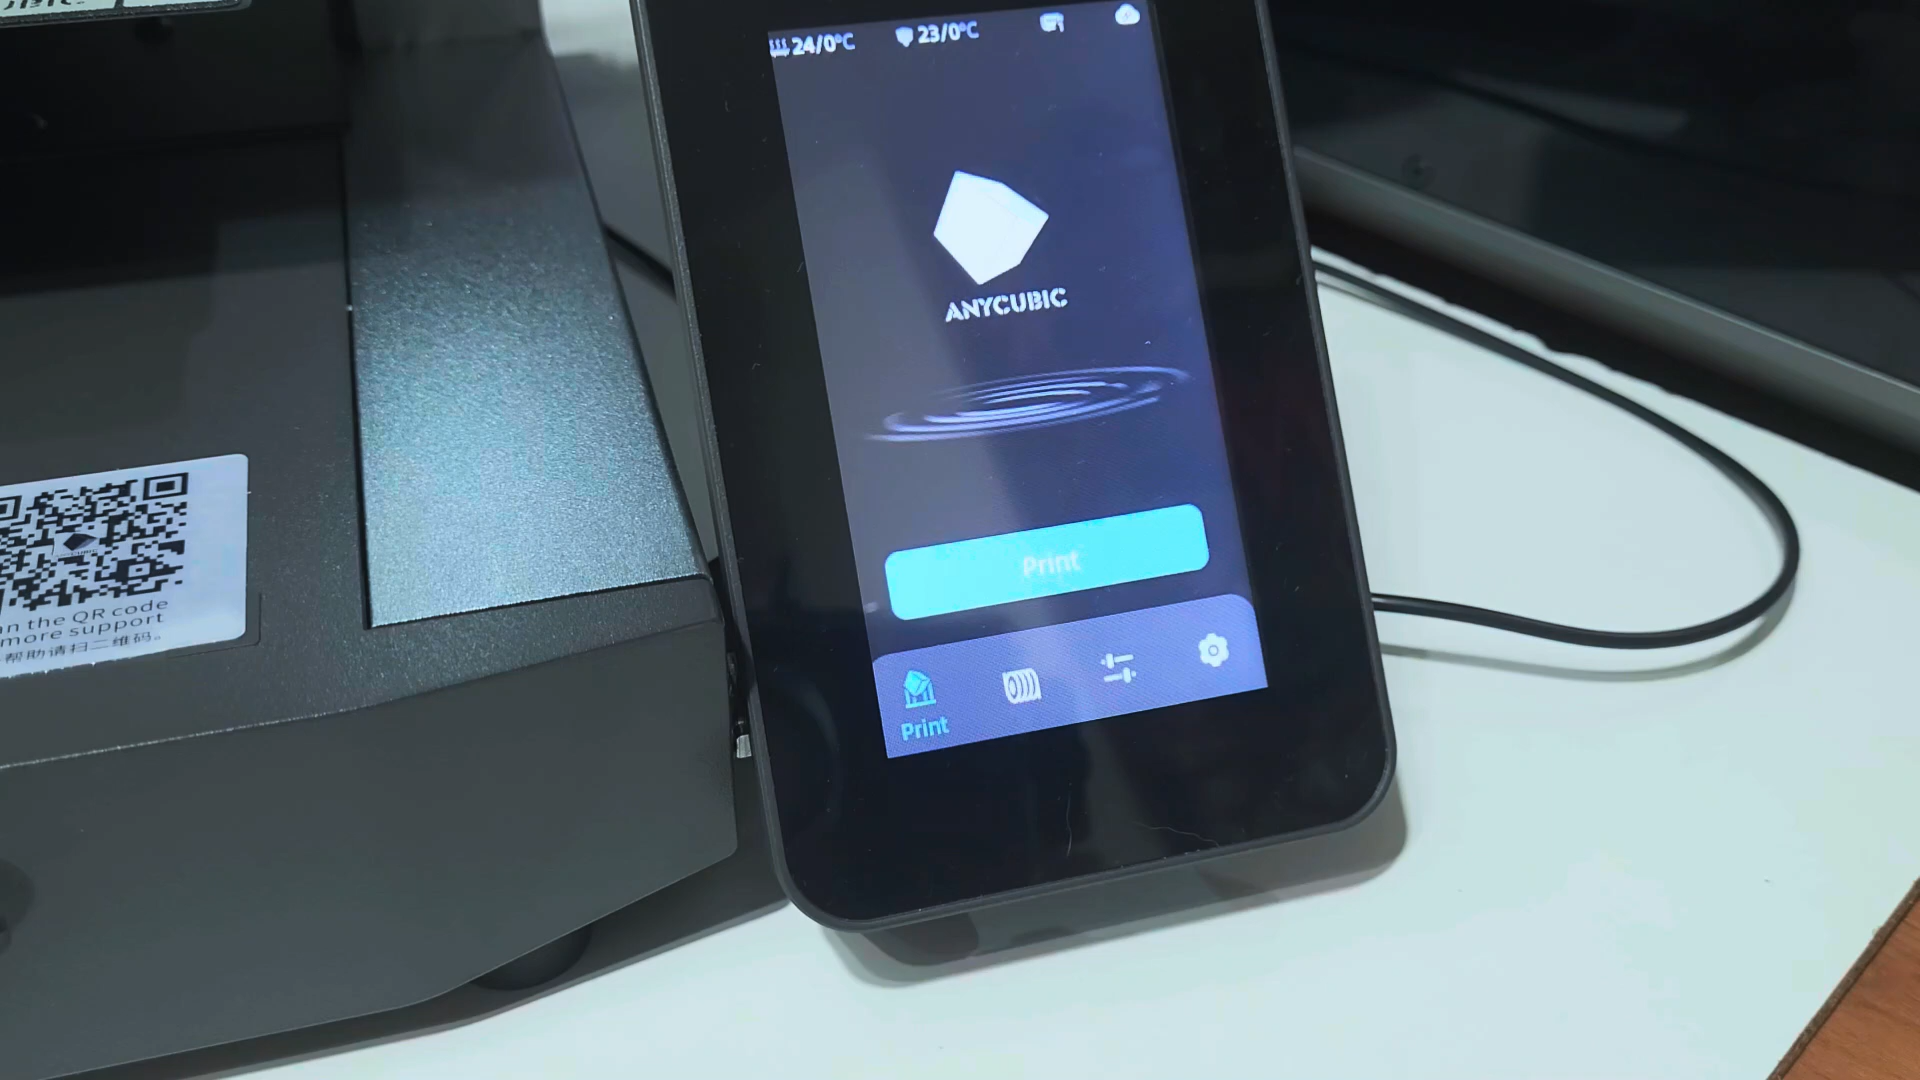 24/0°C
23/0°C
ANYCUBIC
Print
Print
an the QR code
more support
帮助请扫二维码。